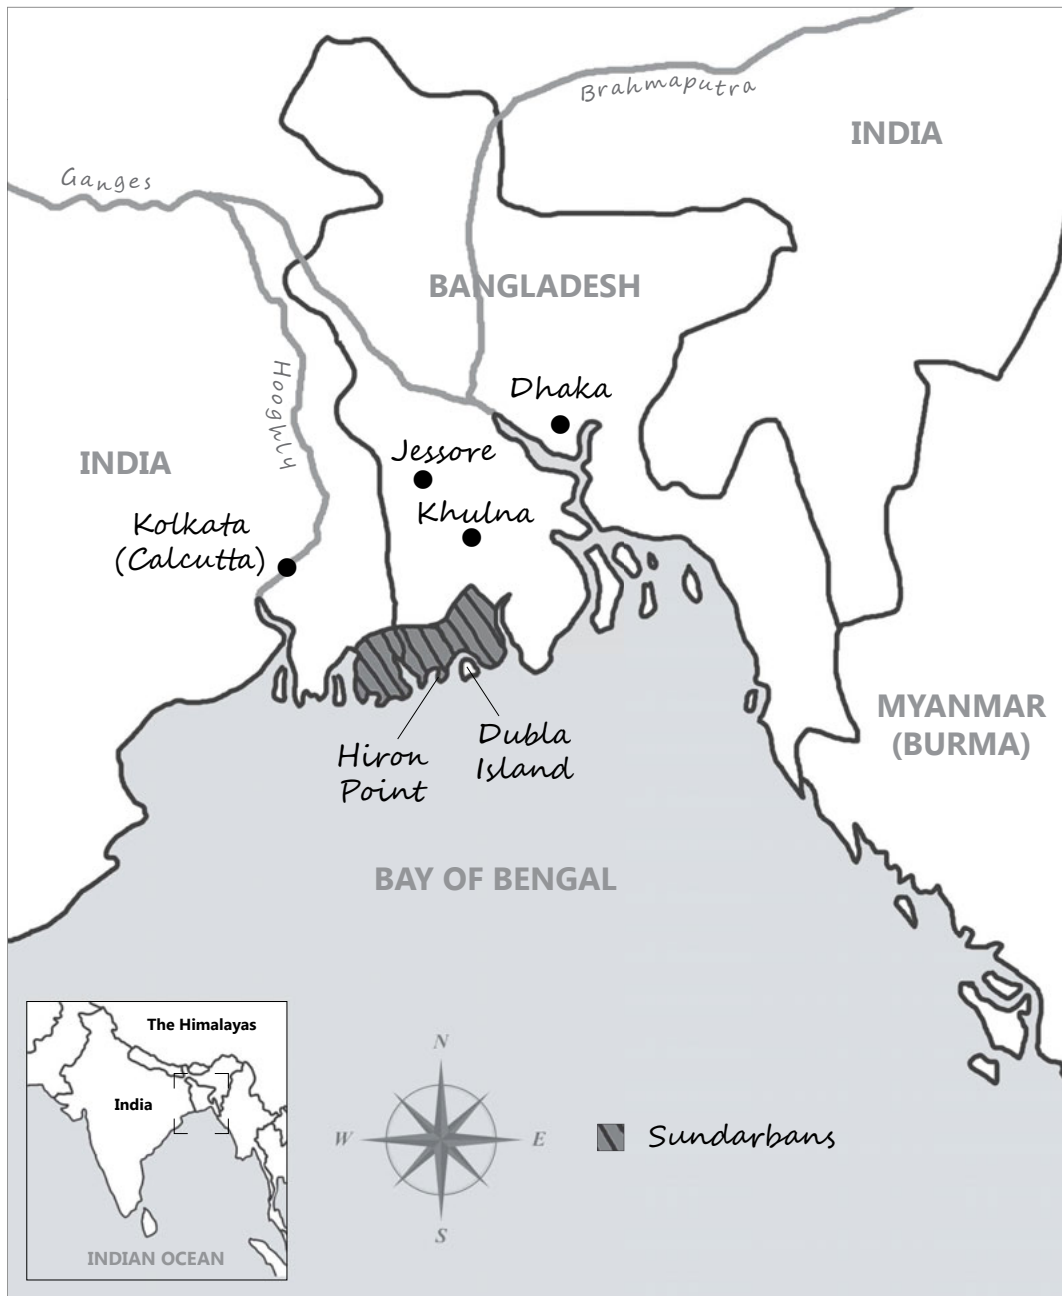 Brahmaputra
INDIA
Ganges
BANGLADESH
Hooghly
Dhaka
INDIA
Jessore
Khulna
Kolkata
(Calcutta)
MYANMAR
(BURMA)
Hiron
Point
Dubla
Island
BAY OF BENGAL
The Himalayas
India
INDIAN OCEAN
N
W
E
S
Sundarbans